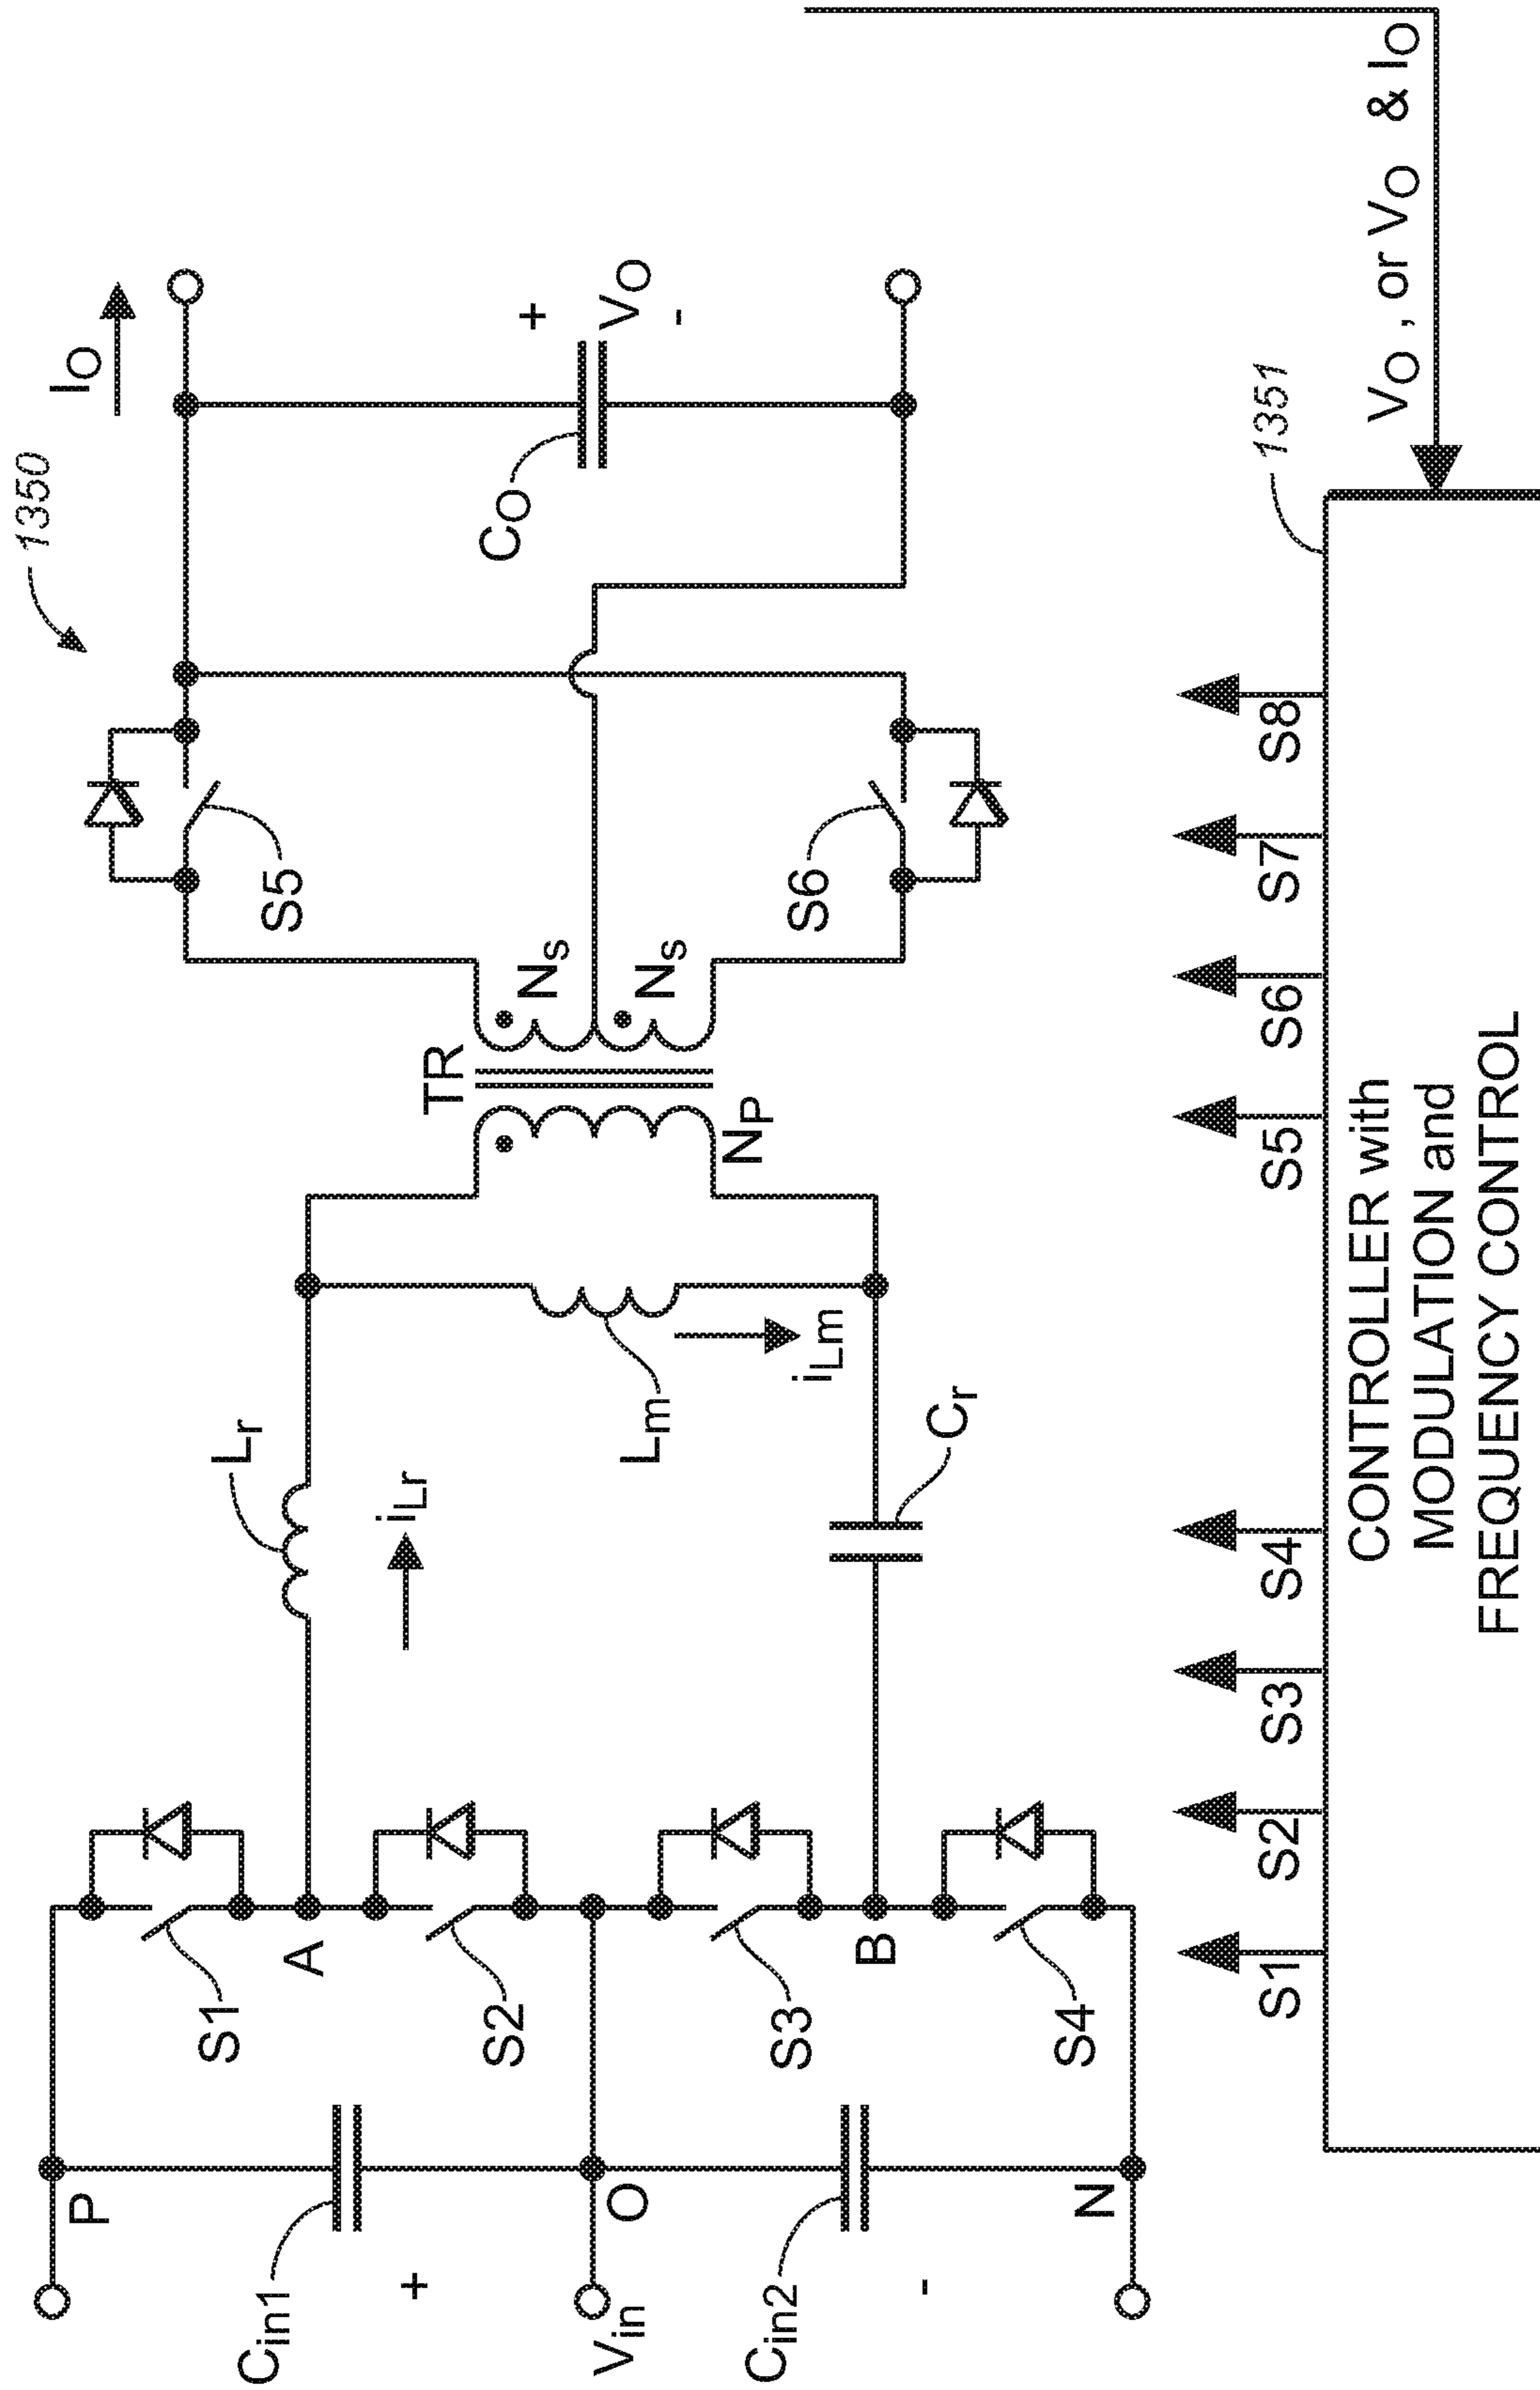 1350
I_O
P
C_in1
+
S1
A
L_r
i_Lr
TR
S5
N_s
N_s
C_O
+
V_O
-
O
V_in
S2
L_m
i_Lm
N_P
C_in2
-
S3
B
C_r
S6
S4
N
1351
V_O , or V_O & I_O
S1
S2
S3
S4
S5
S6
S7
S8
CONTROLLER with
MODULATION and
FREQUENCY CONTROL